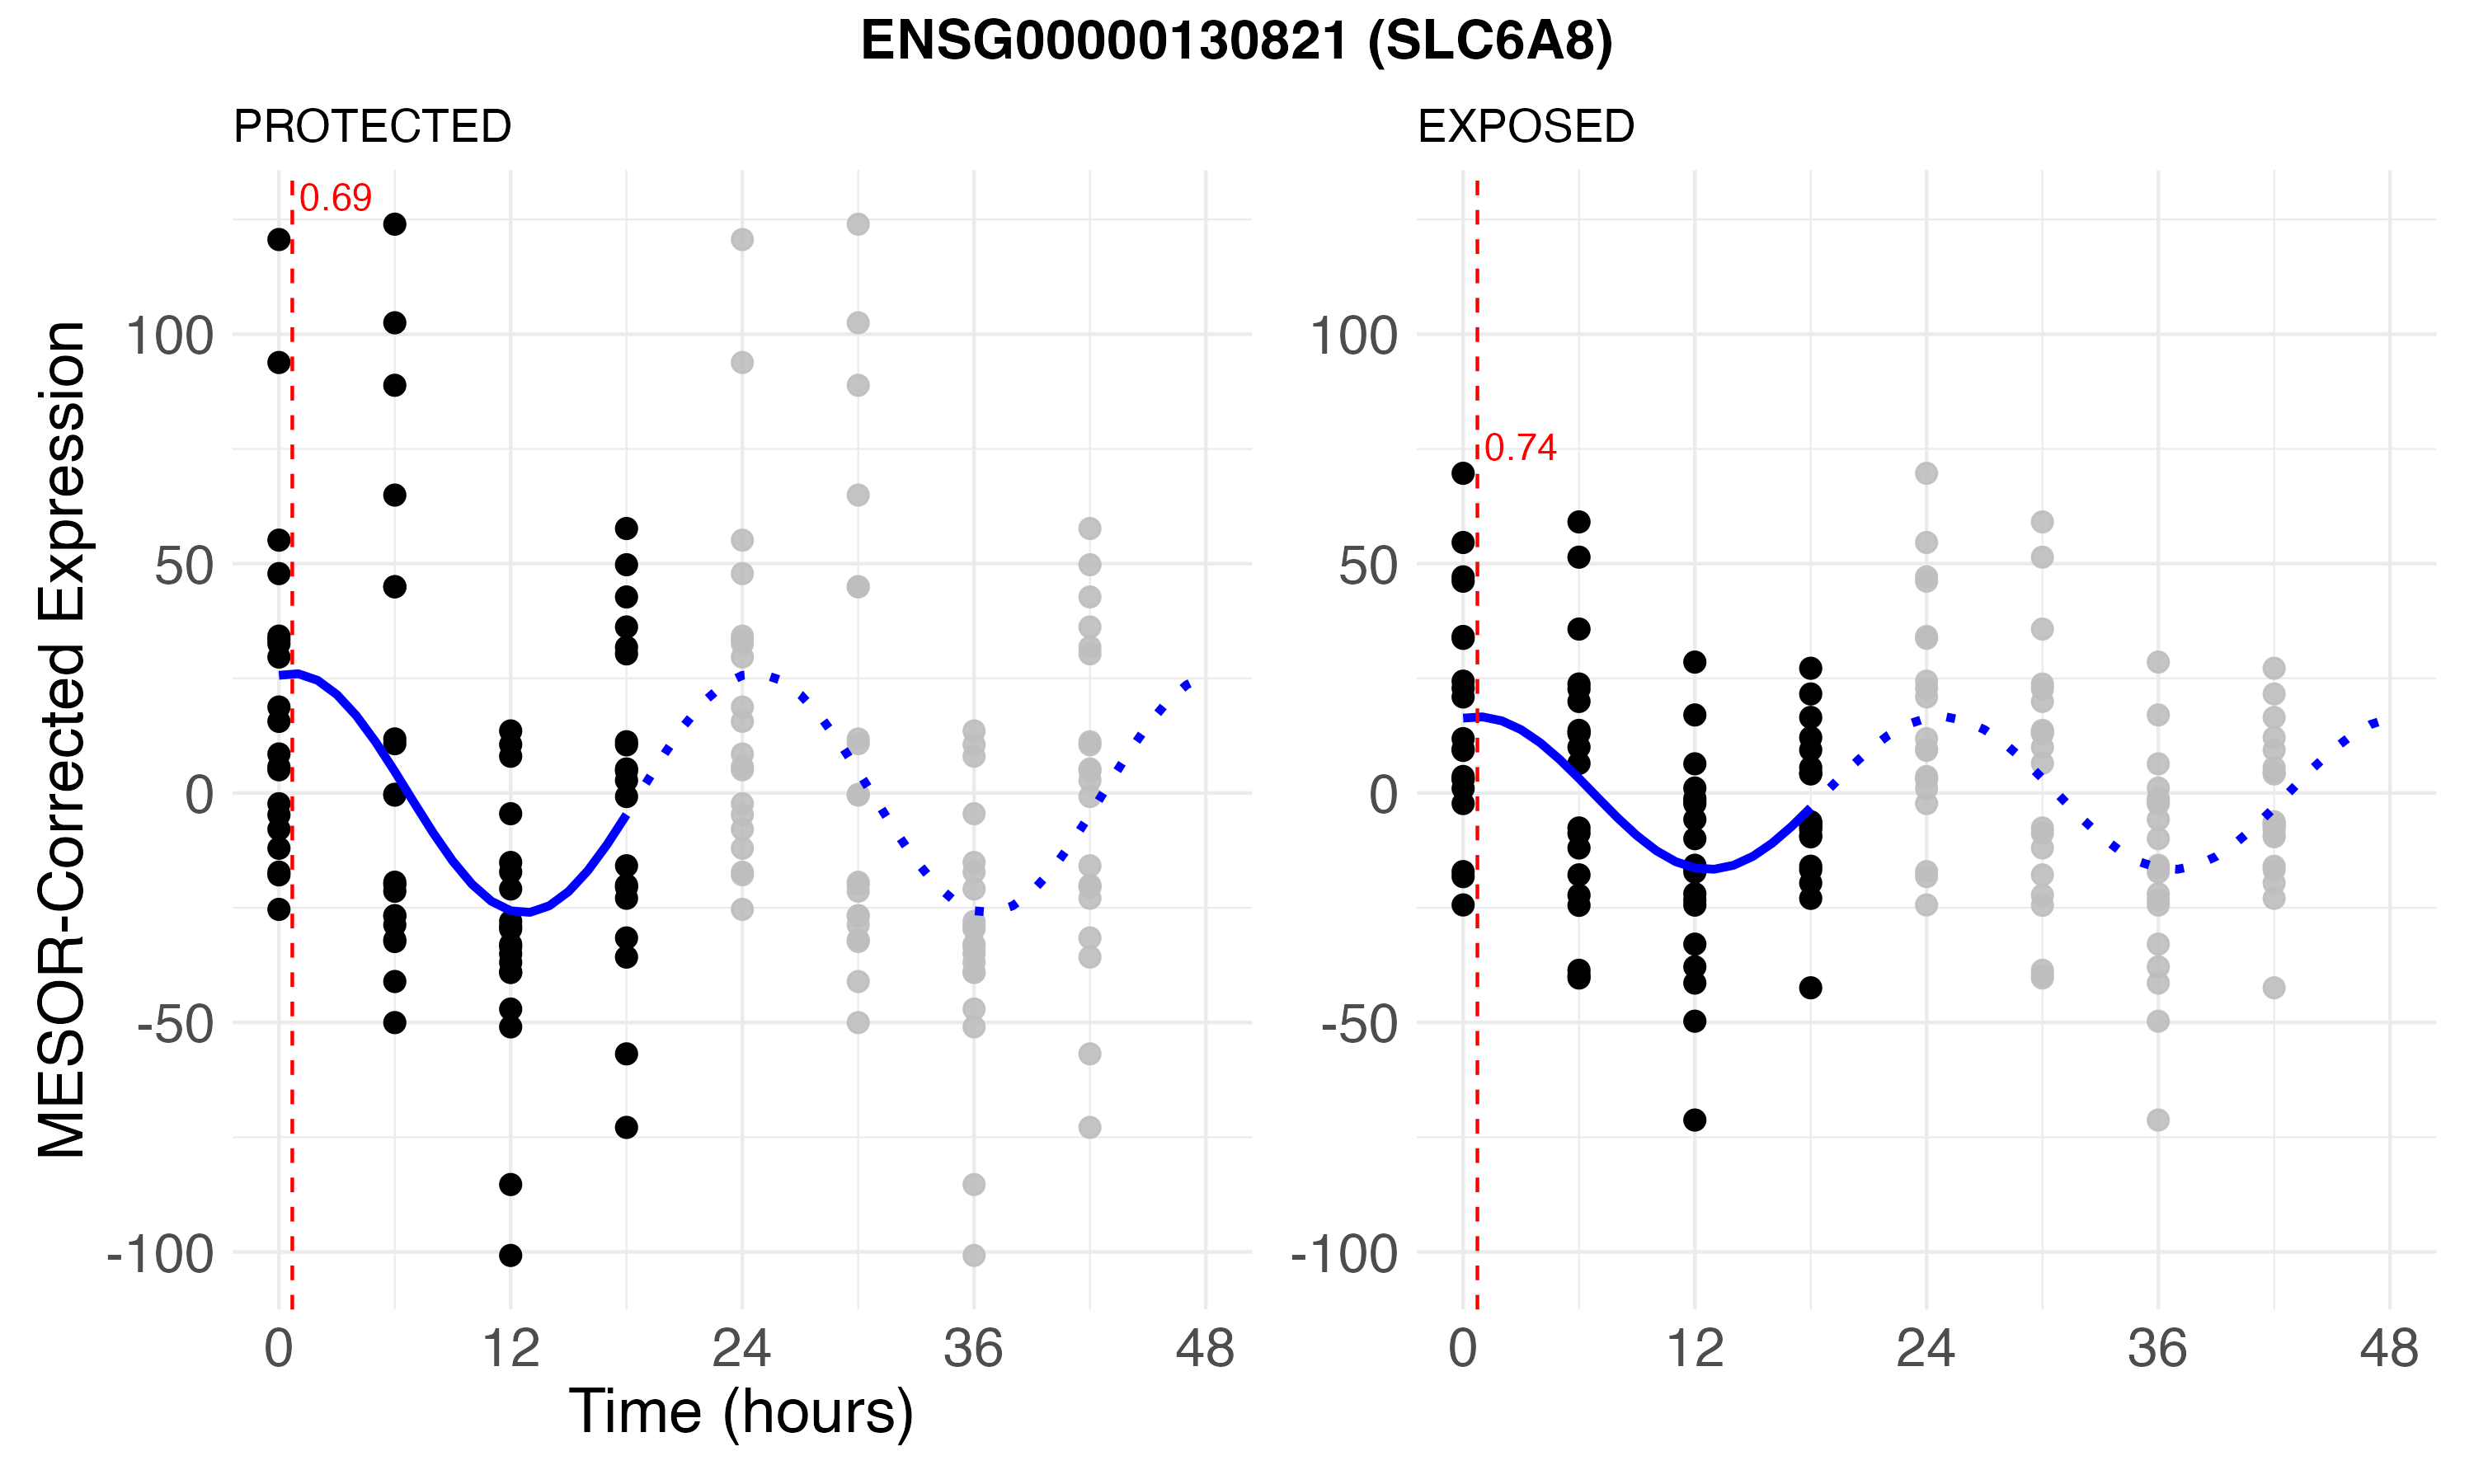 ENSG00000130821 (SLC6A8)
PROTECTED
EXPOSED
MESOR-Corrected Expression
0.69
100
50
0
-50
-100
0 12 24 36 48
Time (hours)
0.74
100
50
0
-50
-100
0 12 24 36 48